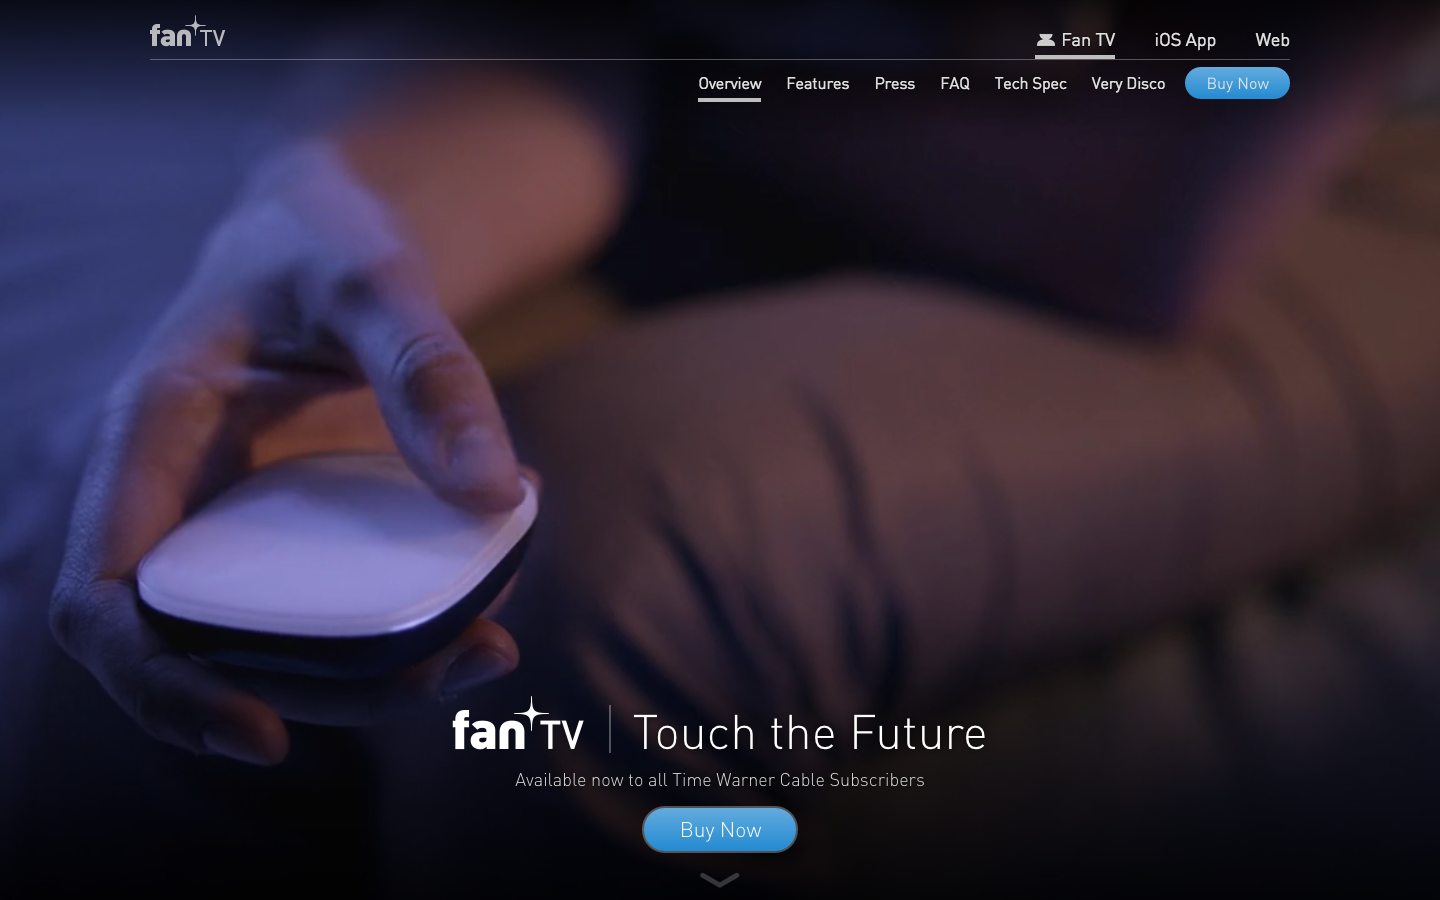 fan TV
Fan TV iOS App Web
Overview Features Press FAQ Tech Spec Very Disco Buy Now
fan TV Touch the Future
Available now to all Time Warner Cable Subscribers
Buy Now